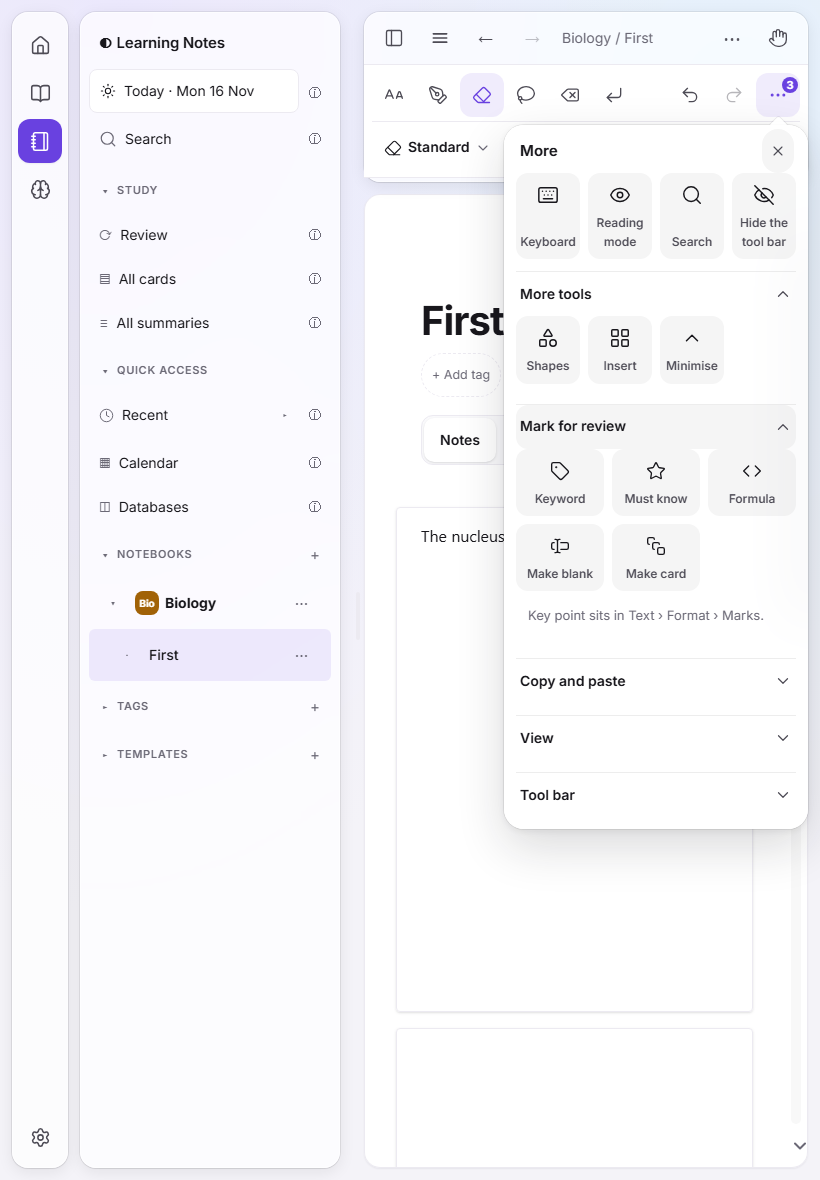 Learning Notes
Today · Mon 16 Nov
Search
STUDY
Review
All cards
All summaries
QUICK ACCESS
Recent
Calendar
Databases
NOTEBOOKS
Bio Biology
First
TAGS
TEMPLATES
Biology / First
AA
3
Standard
First
+ Add tag
Notes
The nucleus
More
Keyboard
Reading mode
Search
Hide the tool bar
More tools
Shapes
Insert
Minimise
Mark for review
Keyword
Must know
Formula
Make blank
Make card
Key point sits in Text › Format › Marks.
Copy and paste
View
Tool bar